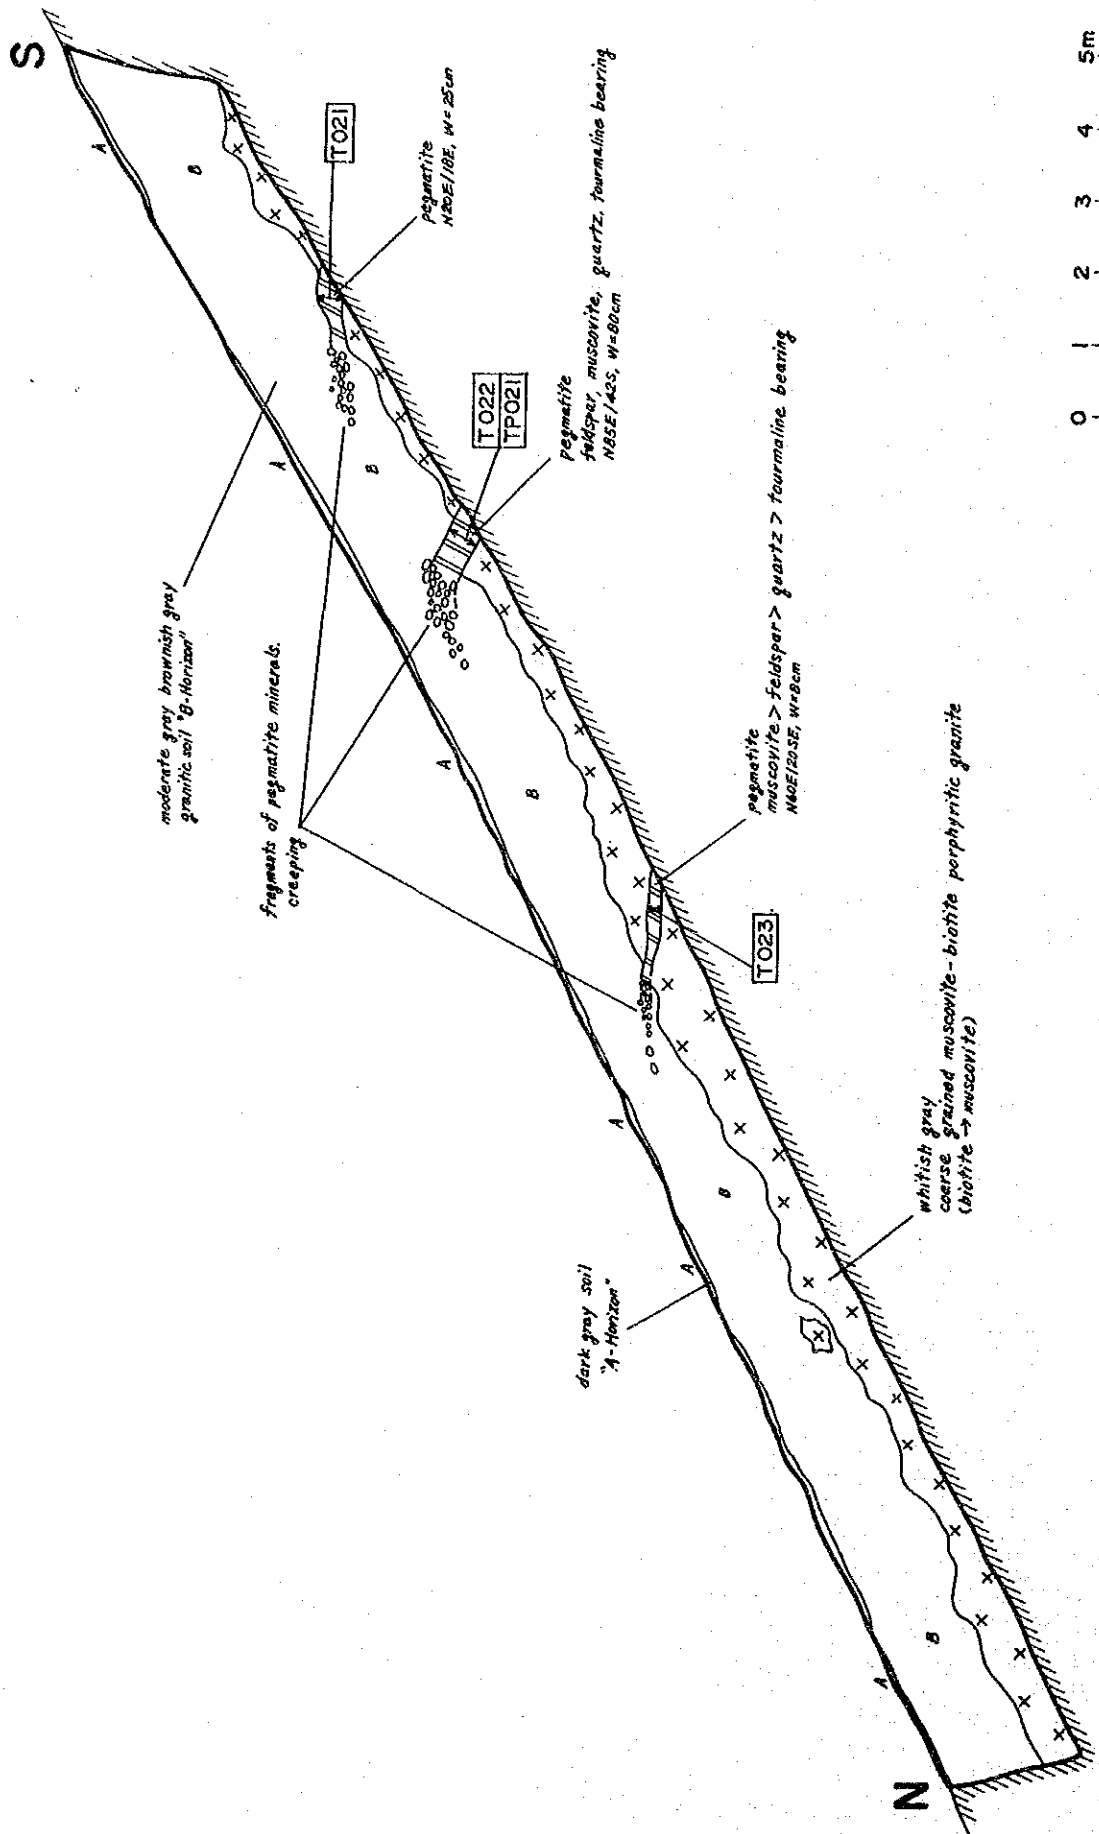 S
N
A
A
A
A
A
A
B
B
B
B
B
moderate gray brownish gray
granitic soil "B-Horizon"
fragments of pegmatite minerals.
creeping
dark gray soil
"A-Horizon"
T021
pegmatite
N20E/18E, W=25cm
T022
TP021
pegmatite
feldspar, muscovite, quartz, tourmaline bearing
N85E/42S, W=80cm
pegmatite
muscovite > feldspar > quartz > tourmaline bearing
N60E/20SE, W=8cm
T023
whitish gray
coarse grained muscovite-biotite porphyritic granite
(biotite → muscovite)
0 1 2 3 4 5m